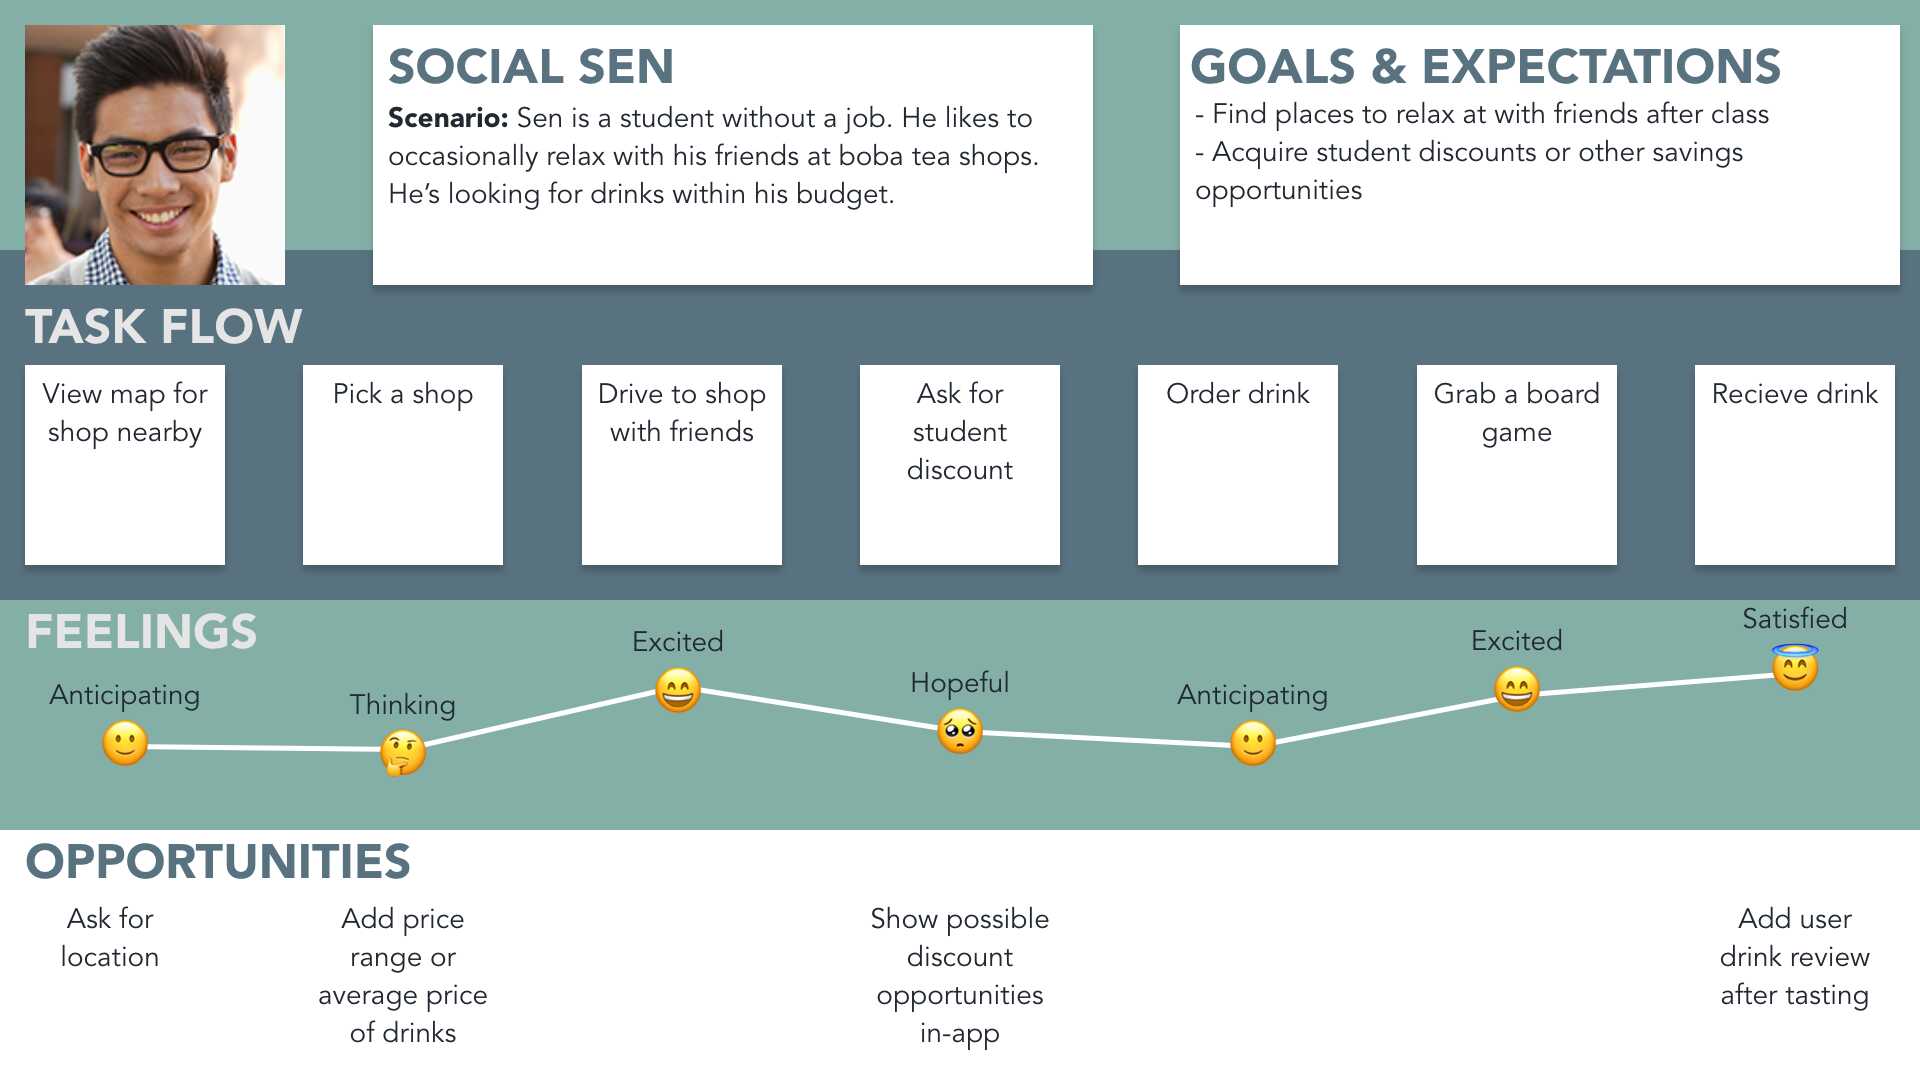 SOCIAL SEN
Scenario: Sen is a student without a job. He likes to
occasionally relax with his friends at boba tea shops.
He’s looking for drinks within his budget.
GOALS & EXPECTATIONS
- Find places to relax at with friends after class
- Acquire student discounts or other savings
opportunities
TASK FLOW
View map for
shop nearby
Pick a shop
Drive to shop
with friends
Ask for
student
discount
Order drink
Grab a board
game
Recieve drink
FEELINGS
Anticipating
Thinking
Excited
Hopeful
Anticipating
Excited
Satisfied
OPPORTUNITIES
Ask for
location
Add price
range or
average price
of drinks
Show possible
discount
opportunities
in-app
Add user
drink review
after tasting